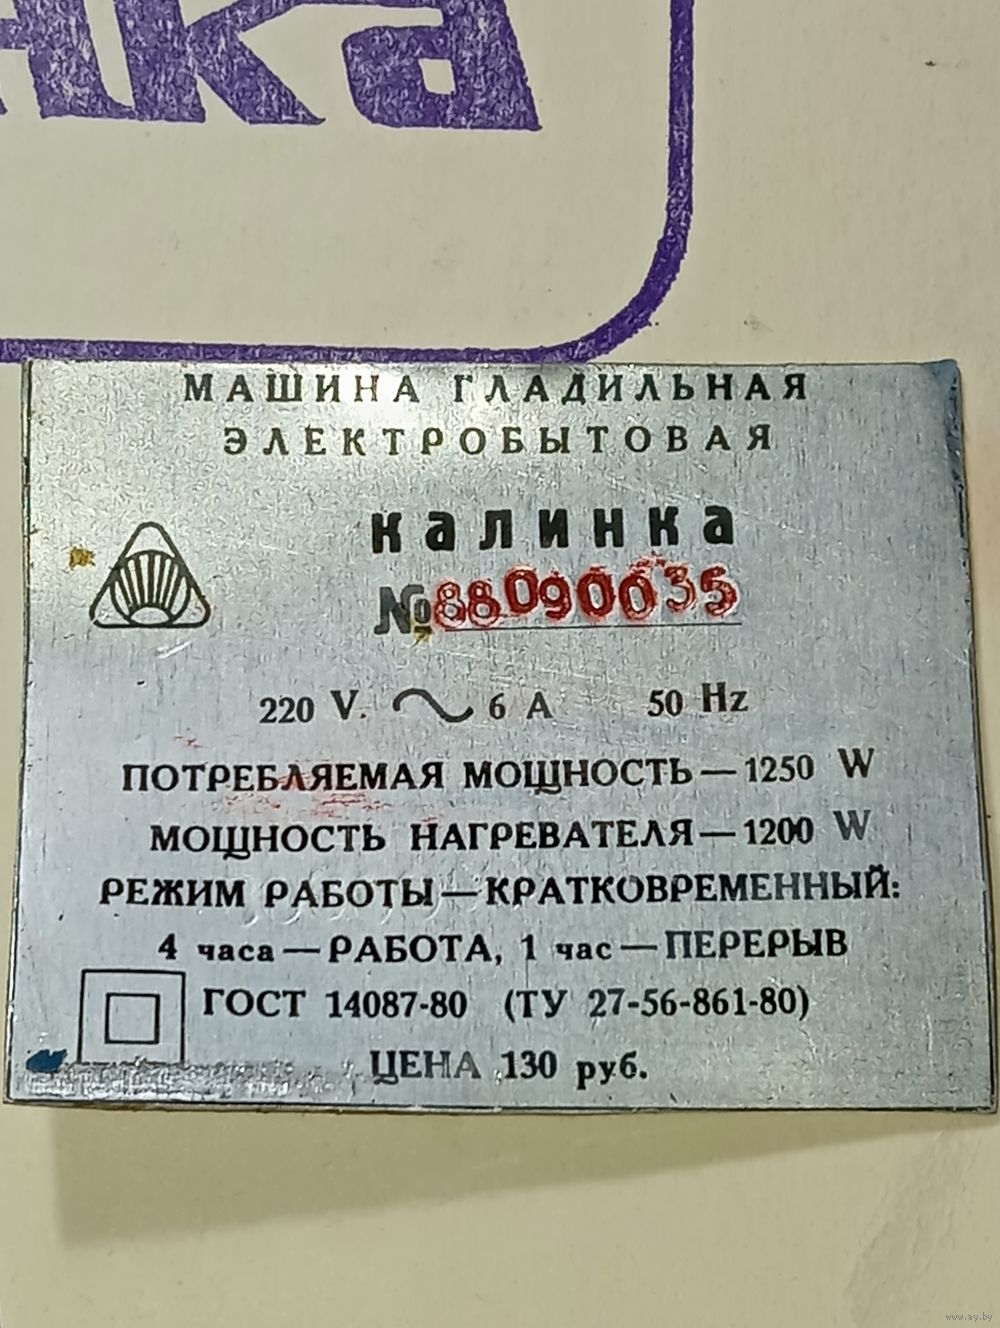 нка
МАШИНА ГЛАДИЛЬНАЯ
ЭЛЕКТРОБЫТОВАЯ
калинка
№88090035
220 V. ~ 6 A 50 Hz
ПОТРЕБЛЯЕМАЯ МОЩНОСТЬ — 1250 W
МОЩНОСТЬ НАГРЕВАТЕЛЯ — 1200 W
РЕЖИМ РАБОТЫ — КРАТКОВРЕМЕННЫЙ:
4 часа — РАБОТА, 1 час — ПЕРЕРЫВ
ГОСТ 14087-80 (ТУ 27-56-861-80)
ЦЕНА 130 руб.
www.ay.by